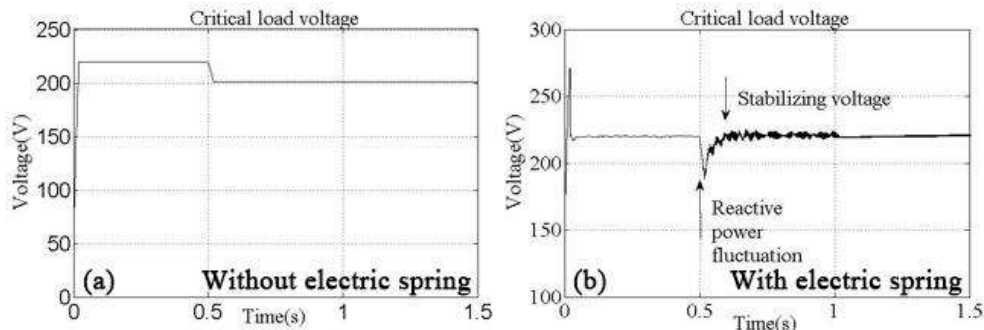 Critical load voltage
250
200
150
100
50
0
Voltage(V)
(a) Without electric spring
0 0.5 1 1.5
Time(s)
Critical load voltage
300
250
200
150
100
Voltage(V)
Stabilizing voltage
Reactive
power
fluctuation
(b) With electric spring
0 0.5 1 1.5
Time(s)